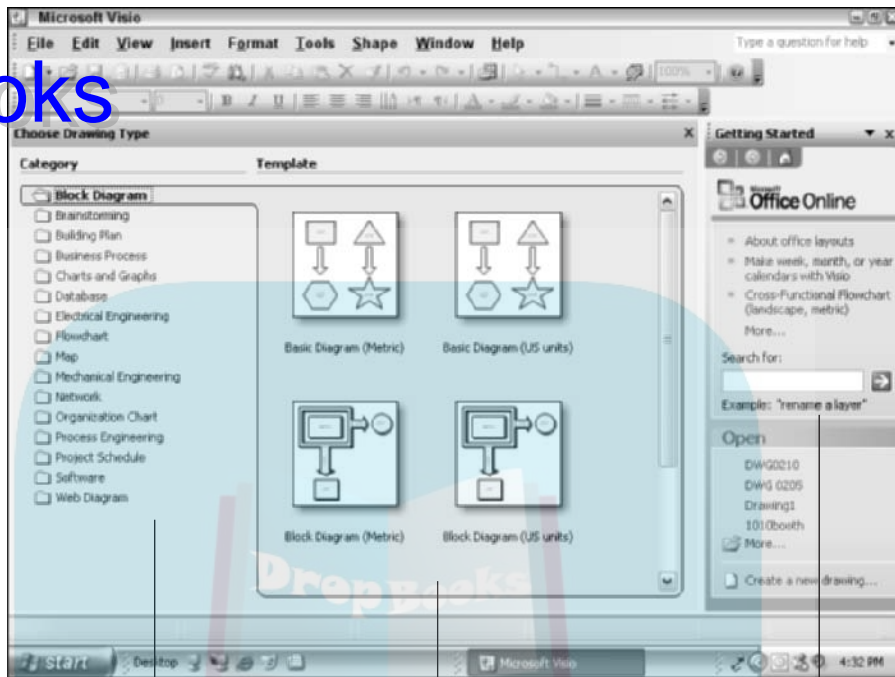 Microsoft Visio
File Edit View Insert Format Tools Shape Window Help
Type a question for help
100%
oks
Choose Drawing Type
Getting Started
Category
Template
Microsoft
Office Online
Block Diagram
Brainstorming
Building Plan
Business Process
Charts and Graphs
Database
Electrical Engineering
Flowchart
Map
Mechanical Engineering
Network
Organization Chart
Process Engineering
Project Schedule
Software
Web Diagram
Basic Diagram (Metric)
Basic Diagram (US units)
Block Diagram (Metric)
Block Diagram (US units)
About office layouts
Make week, month, or year
calendars with Visio
Cross-Functional Flowchart
(landscape, metric)
More...
Search for:
Example: "rename a layer"
Open
DWG0210
DWG 0205
Drawing1
1010booth
More...
Create a new drawing...
DropBooks
start
Desktop
Microsoft Visio
4:32 PM